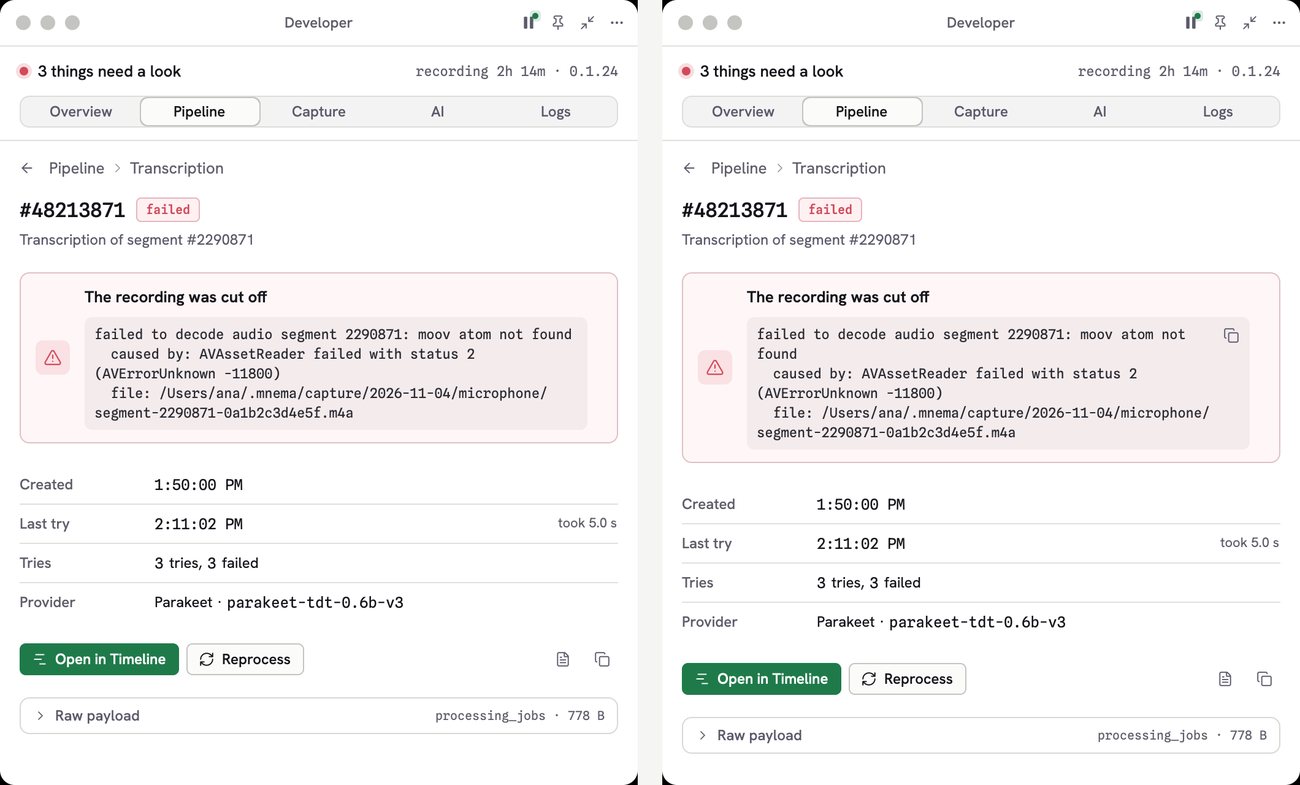 Developer
3 things need a look
recording 2h 14m · 0.1.24
Overview
Pipeline
Capture
AI
Logs
Pipeline
Transcription
#48213871
failed
Transcription of segment #2290871
The recording was cut off
failed to decode audio segment 2290871: moov atom not found
caused by: AVAssetReader failed with status 2
(AVErrorUnknown -11800)
file: /Users/ana/.mnema/capture/2026-11-04/microphone/
segment-2290871-0a1b2c3d4e5f.m4a
Created
1:50:00 PM
Last try
2:11:02 PM
took 5.0 s
Tries
3 tries, 3 failed
Provider
Parakeet · parakeet-tdt-0.6b-v3
Open in Timeline
Reprocess
Raw payload
processing_jobs · 778 B
Developer
3 things need a look
recording 2h 14m · 0.1.24
Overview
Pipeline
Capture
AI
Logs
Pipeline
Transcription
#48213871
failed
Transcription of segment #2290871
The recording was cut off
failed to decode audio segment 2290871: moov atom not
found
caused by: AVAssetReader failed with status 2
(AVErrorUnknown -11800)
file: /Users/ana/.mnema/capture/2026-11-04/microphone/
segment-2290871-0a1b2c3d4e5f.m4a
Created
1:50:00 PM
Last try
2:11:02 PM
took 5.0 s
Tries
3 tries, 3 failed
Provider
Parakeet · parakeet-tdt-0.6b-v3
Open in Timeline
Reprocess
Raw payload
processing_jobs · 778 B